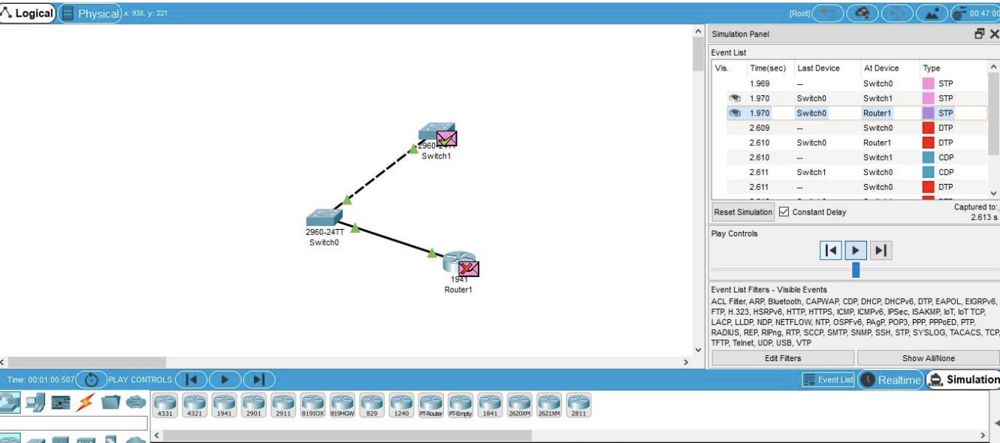 Logical Physical x: 938, y: 221 [Root] 00:47:00
Simulation Panel
Event List
Vis. Time(sec) Last Device At Device Type
1.969 -- Switch0 STP
1.970 Switch0 Switch1 STP
1.970 Switch0 Router1 STP
2.609 -- Switch0 DTP
2.610 Switch0 Router1 DTP
2.610 -- Switch1 CDP
2.611 Switch1 Switch0 CDP
2.611 -- Switch0 DTP
Reset Simulation Constant Delay Captured to:
2.613 s
Play Controls
Event List Filters - Visible Events
ACL Filter, ARP, Bluetooth, CAPWAP, CDP, DHCP, DHCPv6, DTP, EAPOL, EIGRPv6,
FTP, H.323, HSRPv6, HTTP, HTTPS, ICMP, ICMPv6, IPSec, ISAKMP, IoT, IoT TCP,
LACP, LLDP, NDP, NETFLOW, NTP, OSPFv6, PAgP, POP3, PPP, PPPoED, PTP,
RADIUS, REP, RIPng, RTP, SCCP, SMTP, SNMP, SSH, STP, SYSLOG, TACACS, TCP,
TFTP, Telnet, UDP, USB, VTP
Edit Filters Show All/None
2960-24TT
Switch1
2960-24TT
Switch0
1941
Router1
Time: 00:01:00.507 PLAY CONTROLS: Event List Realtime Simulation
4331 4321 1941 2901 2911 819IOX 819HGW 829 1240 PT-Router PT-Empty 1841 2620XM 2621XM 2811